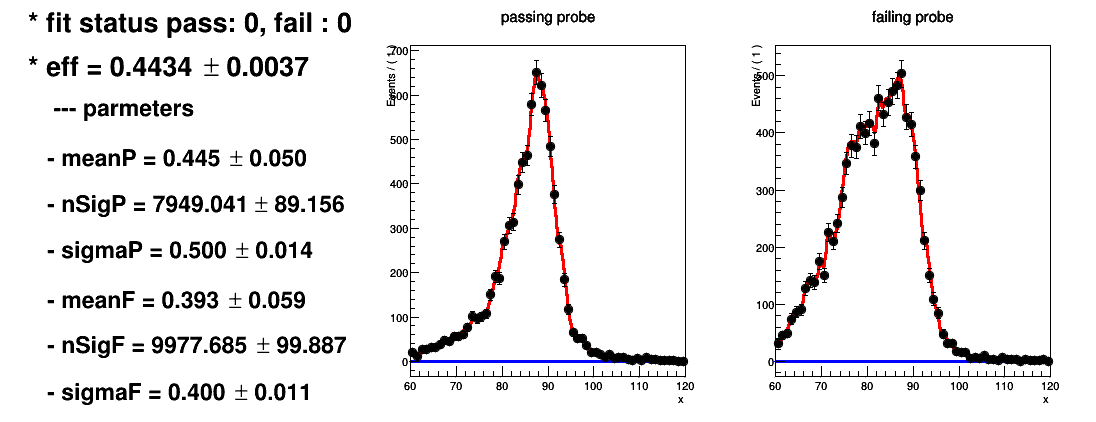 * fit status pass: 0, fail : 0
* eff = 0.4434 ± 0.0037
--- parmeters
- meanP = 0.445 ± 0.050
- nSigP = 7949.041 ± 89.156
- sigmaP = 0.500 ± 0.014
- meanF = 0.393 ± 0.059
- nSigF = 9977.685 ± 99.887
- sigmaF = 0.400 ± 0.011
passing probe
Events / ( 1 )
700
600
500
400
300
200
100
0
60 70 80 90 100 110 120
x
failing probe
Events / ( 1 )
500
400
300
200
100
0
60 70 80 90 100 110 120
x